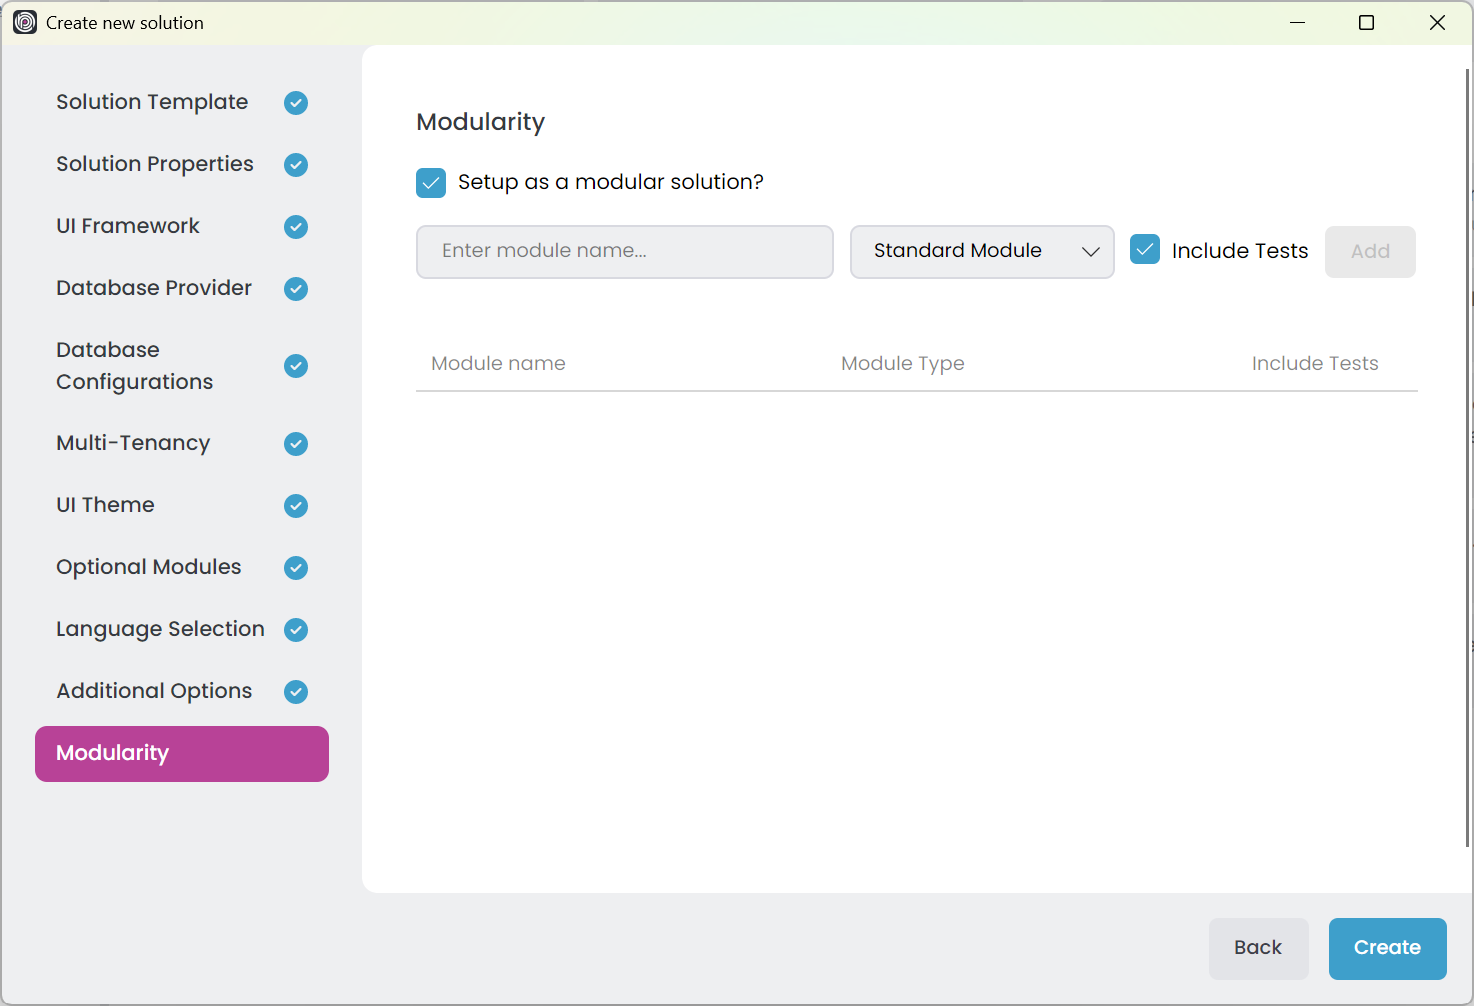 Create new solution
Solution Template
Solution Properties
UI Framework
Database Provider
Database
Configurations
Multi-Tenancy
UI Theme
Optional Modules
Language Selection
Additional Options
Modularity
Modularity
Setup as a modular solution?
Enter module name... Standard Module Include Tests Add
Module name Module Type Include Tests
Back Create